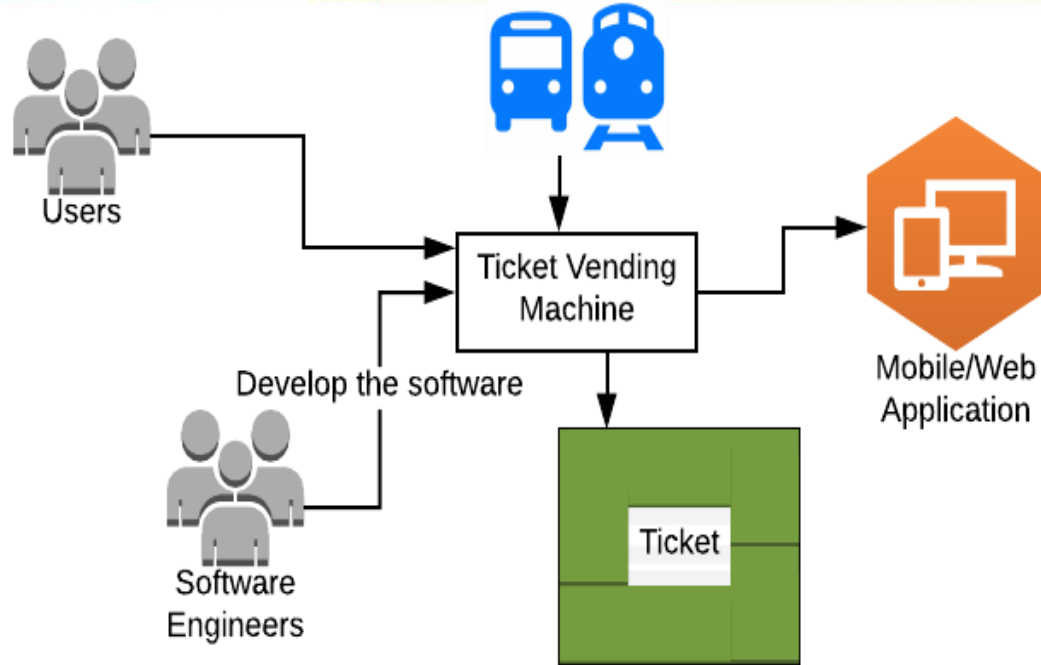 Users
Ticket Vending
Machine
Develop the software
Mobile/Web
Application
Ticket
Software
Engineers